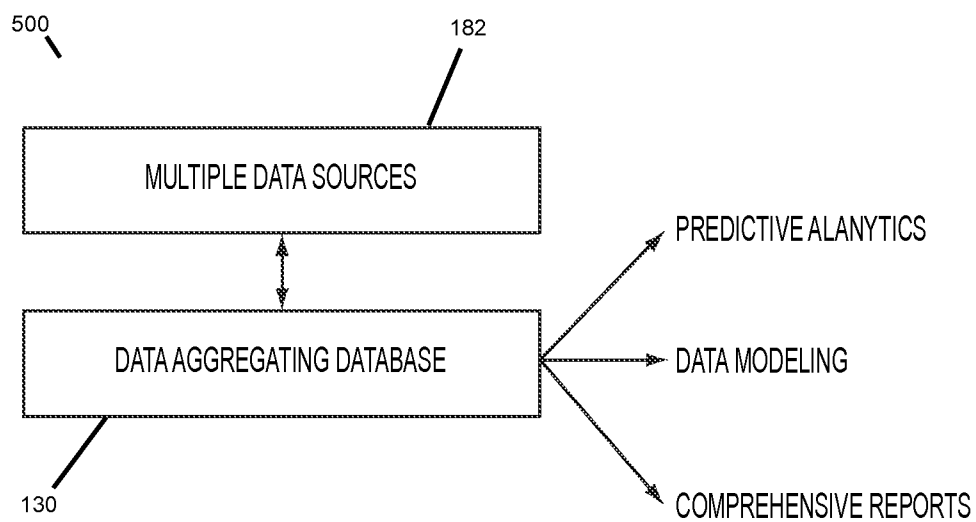 500
182
MULTIPLE DATA SOURCES
PREDICTIVE ALANYTICS
DATA AGGREGATING DATABASE
DATA MODELING
130
COMPREHENSIVE REPORTS